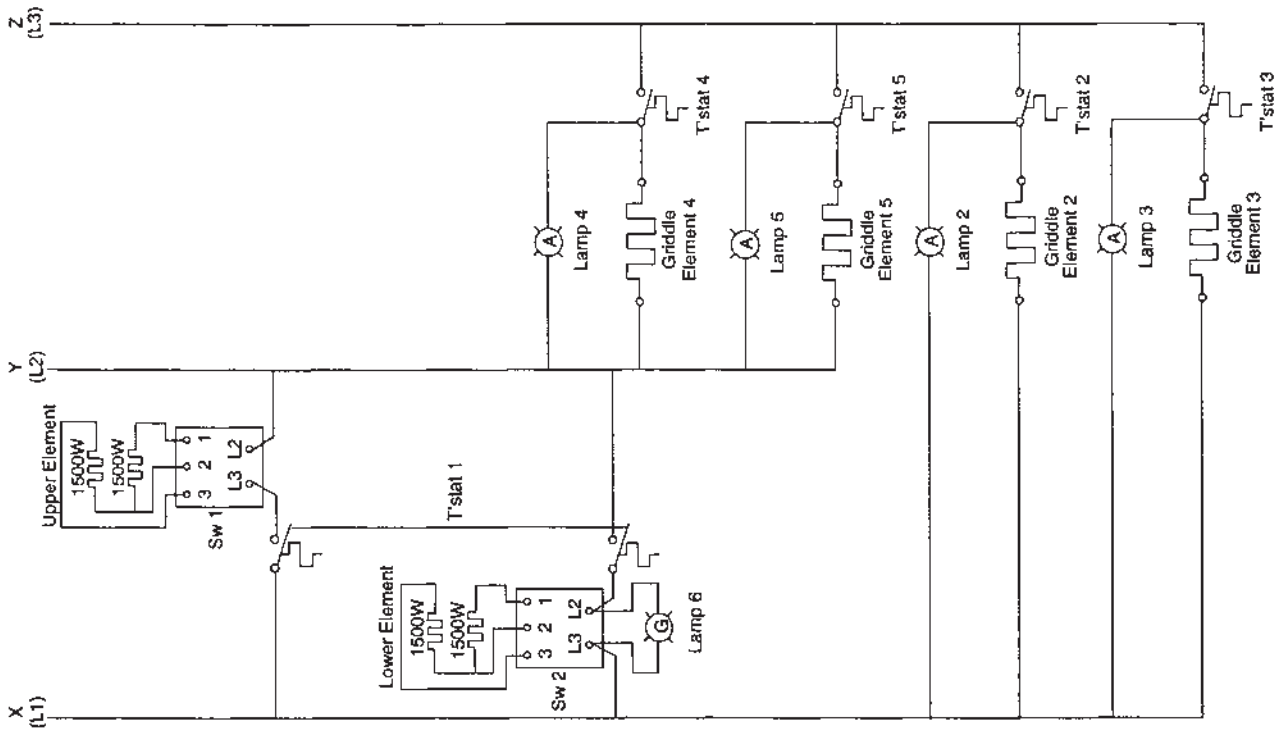 X
(L1)
Y
(L2)
Z
(L3)
Upper Element
1500W
1500W
1
2
3
L2
L3
Sw 1
T'stat 1
Lower Element
1500W
1500W
1
2
3
L2
L3
Sw 2
G
Lamp 6
A
Lamp 4
Griddle
Element 4
T'stat 4
A
Lamp 5
Griddle
Element 5
T'stat 5
A
Lamp 2
Griddle
Element 2
T'stat 2
A
Lamp 3
Griddle
Element 3
T'stat 3